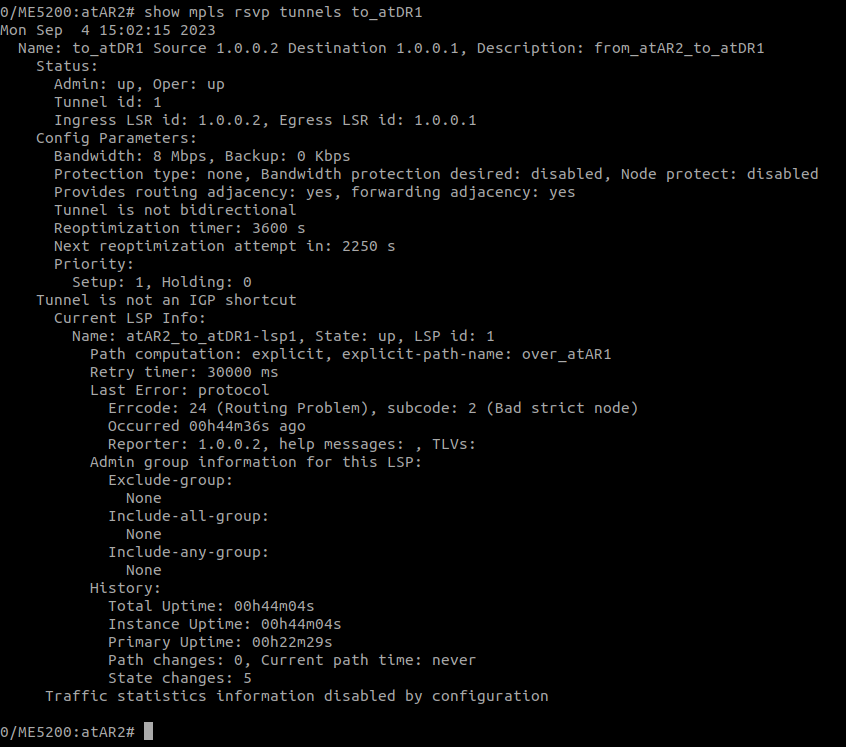 0/ME5200:atAR2# show mpls rsvp tunnels to_atDR1
Mon Sep  4 15:02:15 2023
  Name: to_atDR1 Source 1.0.0.2 Destination 1.0.0.1, Description: from_atAR2_to_atDR1
    Status:
      Admin: up, Oper: up
      Tunnel id: 1
      Ingress LSR id: 1.0.0.2, Egress LSR id: 1.0.0.1
    Config Parameters:
      Bandwidth: 8 Mbps, Backup: 0 Kbps
      Protection type: none, Bandwidth protection desired: disabled, Node protect: disabled
      Provides routing adjacency: yes, forwarding adjacency: yes
      Tunnel is not bidirectional
      Reoptimization timer: 3600 s
      Next reoptimization attempt in: 2250 s
      Priority:
        Setup: 1, Holding: 0
    Tunnel is not an IGP shortcut
      Current LSP Info:
        Name: atAR2_to_atDR1-lsp1, State: up, LSP id: 1
          Path computation: explicit, explicit-path-name: over_atAR1
          Retry timer: 30000 ms
          Last Error: protocol
            Errcode: 24 (Routing Problem), subcode: 2 (Bad strict node)
            Occurred 00h44m36s ago
            Reporter: 1.0.0.2, help messages: , TLVs:
          Admin group information for this LSP:
            Exclude-group:
              None
            Include-all-group:
              None
            Include-any-group:
              None
          History:
            Total Uptime: 00h44m04s
            Instance Uptime: 00h44m04s
            Primary Uptime: 00h22m29s
            Path changes: 0, Current path time: never
            State changes: 5
     Traffic statistics information disabled by configuration

0/ME5200:atAR2#